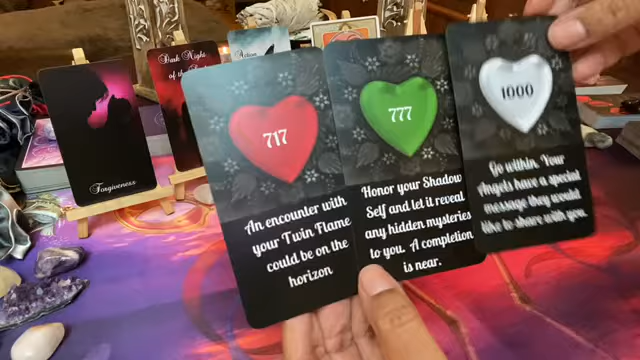 Dark Night
of the
Action
Forgiveness
717
An encounter with
your Twin Flame
could be on the
horizon
777
Honor your Shadow
Self and let it reveal
any hidden mysteries
to you. A completion
is near.
1000
Go within. Your
Angels have a special
message they would
like to share with you.